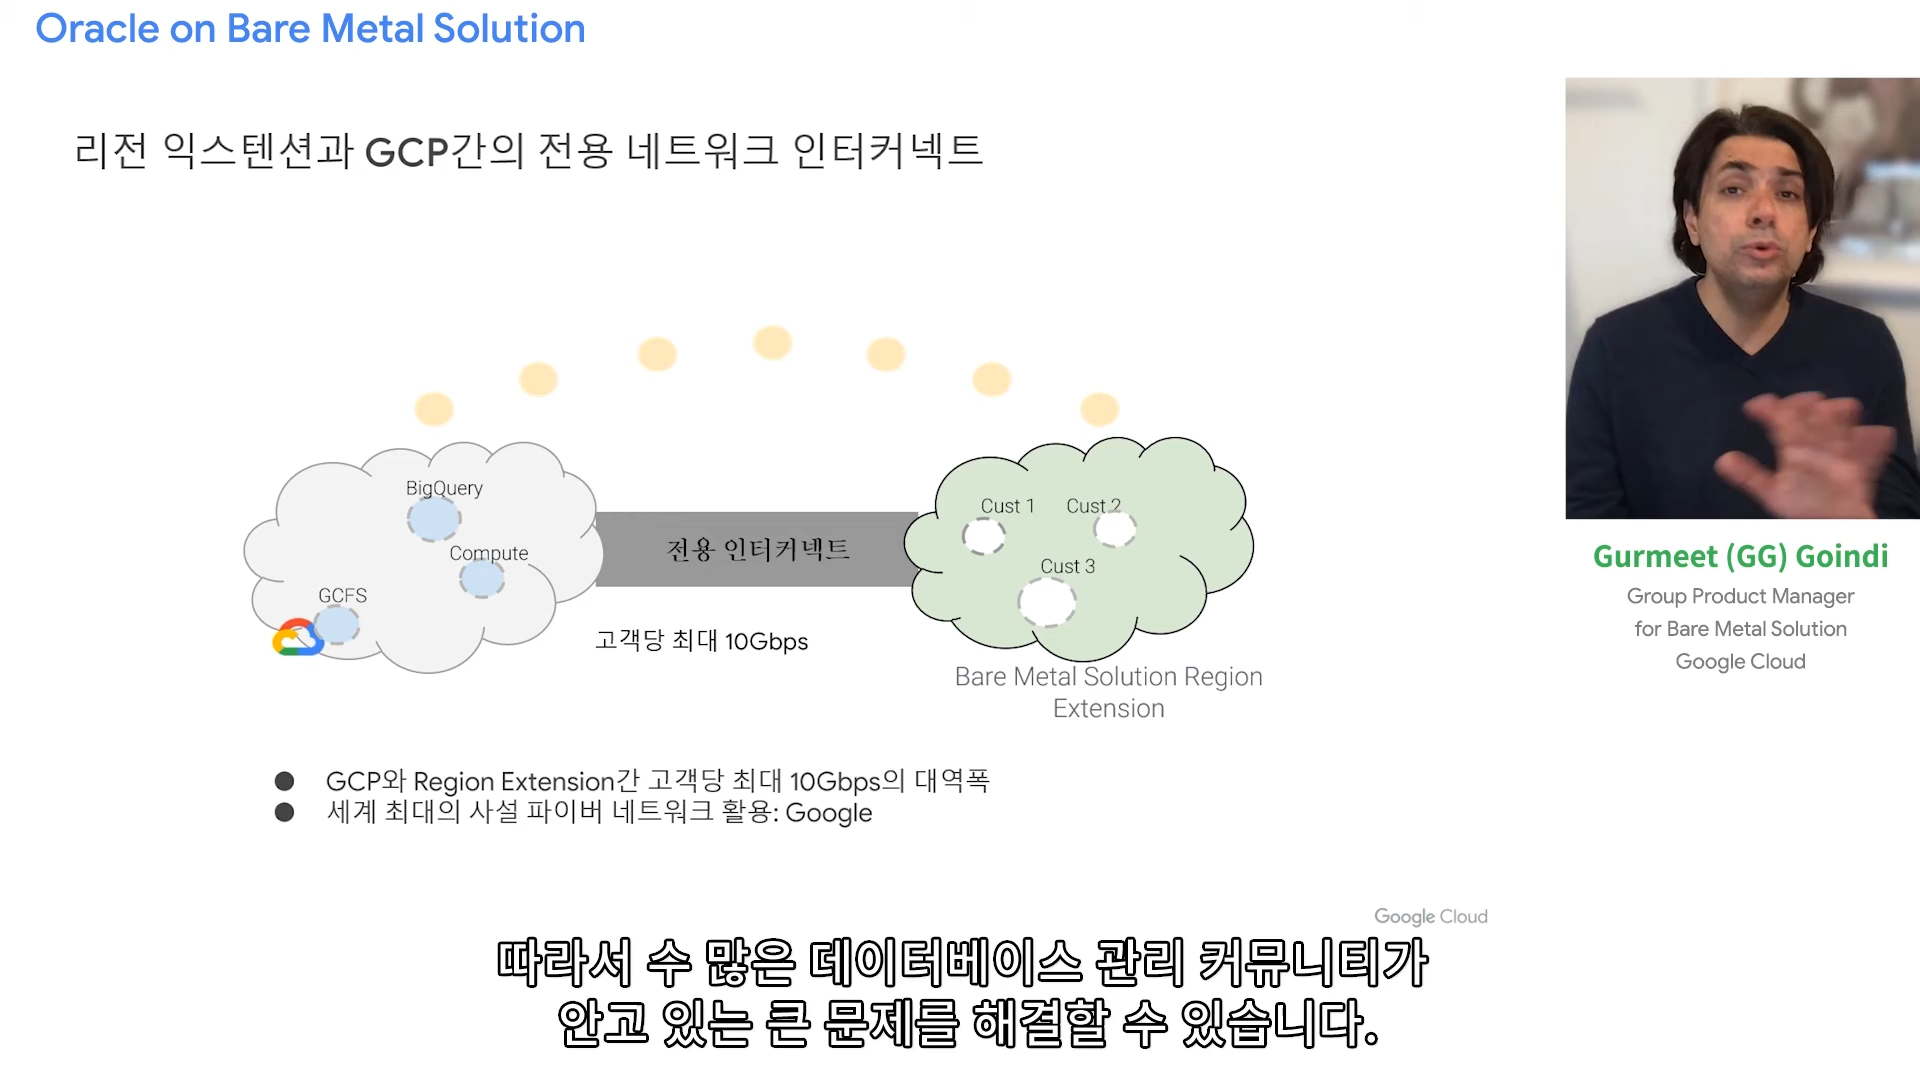 Oracle on Bare Metal Solution
리전 익스텐션과 GCP간의 전용 네트워크 인터커넥트
BigQuery
Compute
GCFS
전용 인터커넥트
고객당 최대 10Gbps
Cust 1
Cust 2
Cust 3
Bare Metal Solution Region
Extension
● GCP와 Region Extension간 고객당 최대 10Gbps의 대역폭
● 세계 최대의 사설 파이버 네트워크 활용: Google
Gurmeet (GG) Goindi
Group Product Manager
for Bare Metal Solution
Google Cloud
Google Cloud
따라서 수 많은 데이터베이스 관리 커뮤니티가
안고 있는 큰 문제를 해결할 수 있습니다.